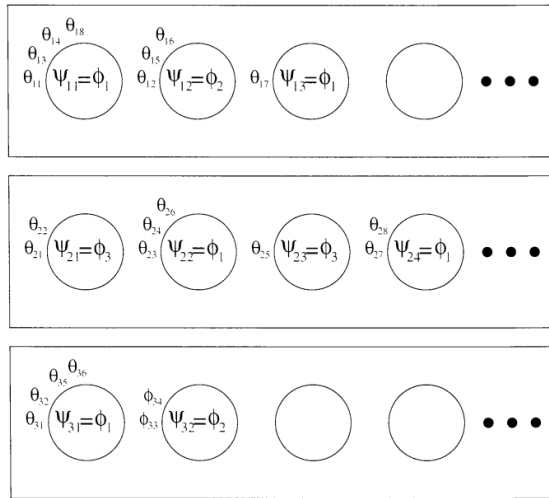 θ₁₄ θ₁₈ θ₁₆
θ₁₃ θ₁₅
θ₁₁ ψ₁₁=ϕ₁ θ₁₂ ψ₁₂=ϕ₂ θ₁₇ ψ₁₃=ϕ₁
θ₂₆
θ₂₂ θ₂₄ θ₂₈
θ₂₁ ψ₂₁=ϕ₃ θ₂₃ ψ₂₂=ϕ₁ θ₂₅ ψ₂₃=ϕ₃ θ₂₇ ψ₂₄=ϕ₁
θ₃₅ θ₃₆
θ₃₂ ϕ₃₄
θ₃₁ ψ₃₁=ϕ₁ ϕ₃₃ ψ₃₂=ϕ₂